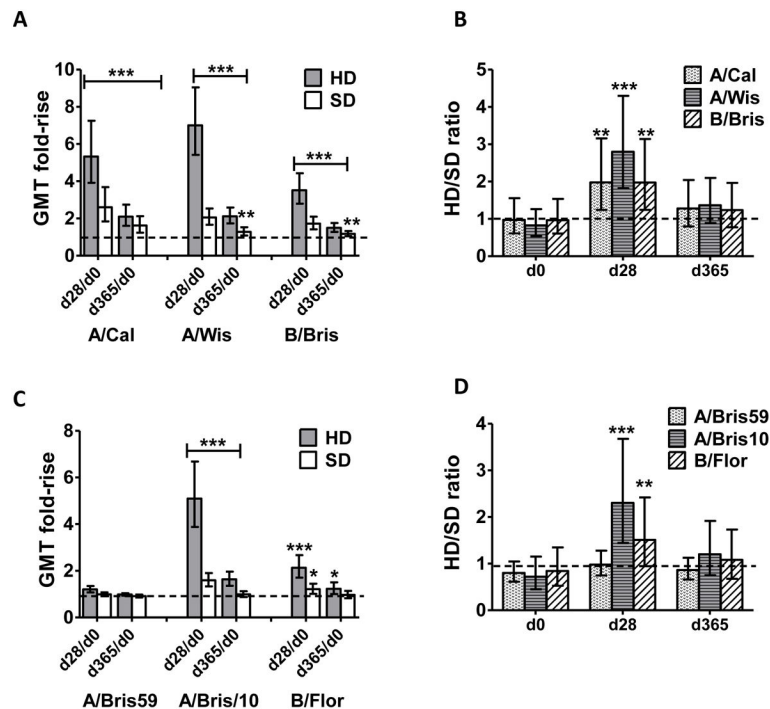 A
GMT fold-rise
10
8
6
4
2
0
***
***
***
**
**
HD
SD
d28/d0
d365/d0
d28/d0
d365/d0
d28/d0
d365/d0
A/Cal
A/Wis
B/Bris
B
HD/SD ratio
5
4
3
2
1
0
**
***
**
A/Cal
A/Wis
B/Bris
d0
d28
d365
C
GMT fold-rise
8
6
4
2
0
***
***
*
*
HD
SD
d28/d0
d365/d0
d28/d0
d365/d0
d28/d0
d365/d0
A/Bris59
A/Bris/10
B/Flor
D
HD/SD ratio
4
3
2
1
0
***
**
A/Bris59
A/Bris10
B/Flor
d0
d28
d365